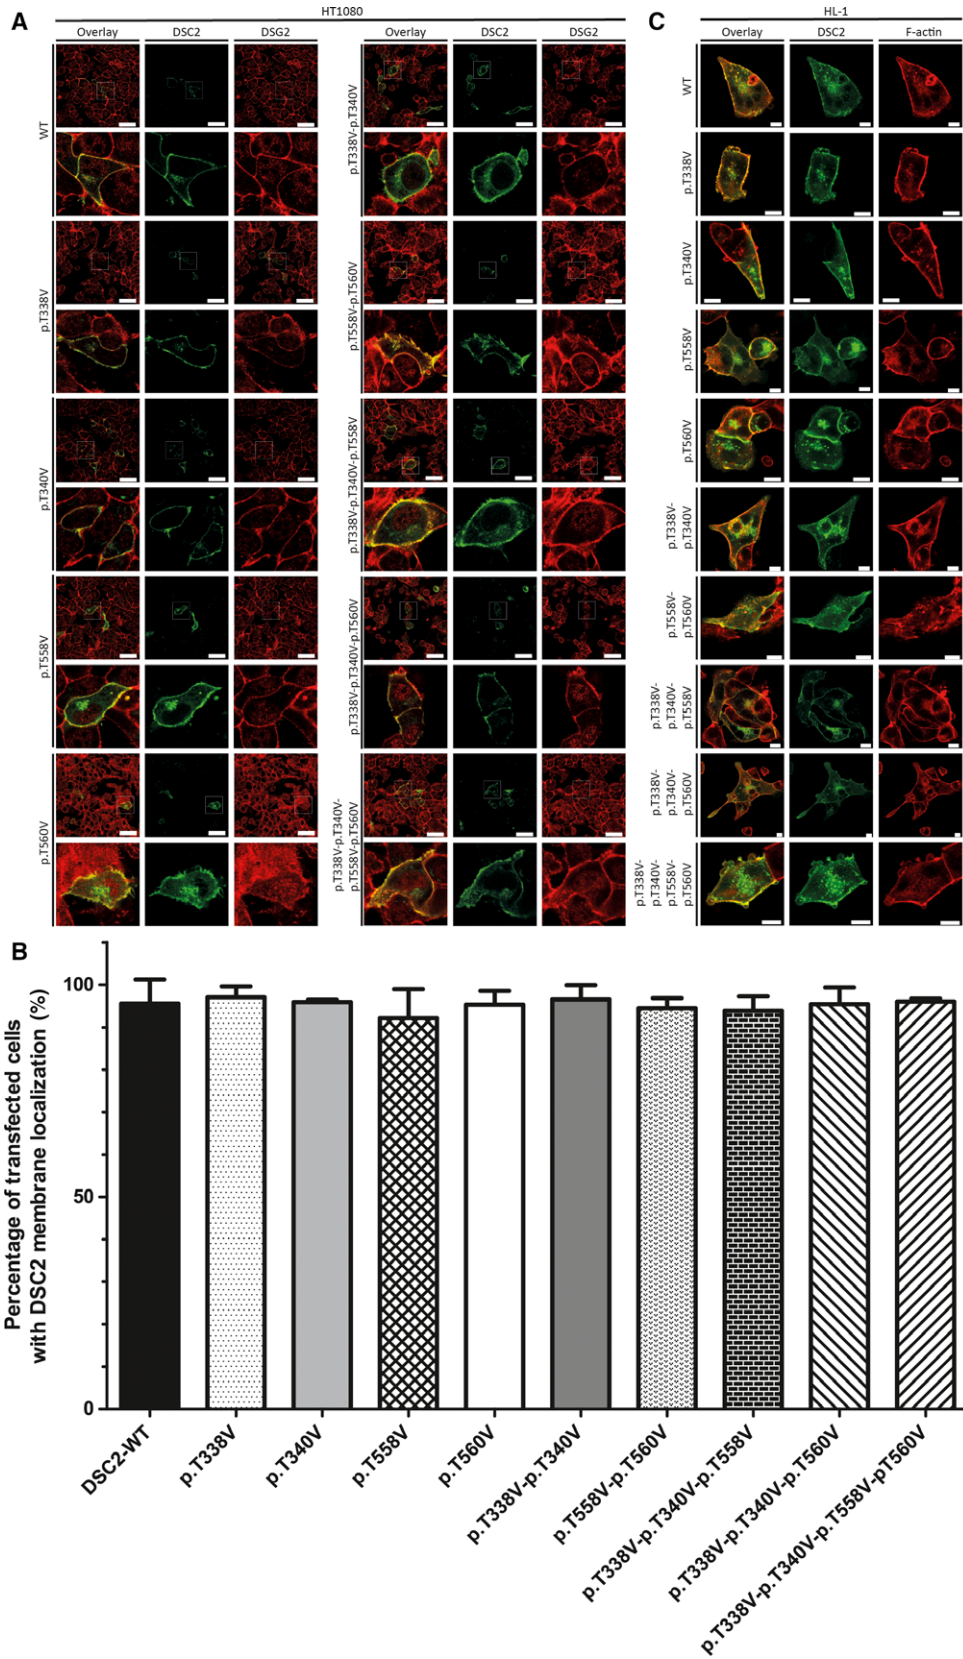 A
HT1080
Overlay DSC2 DSG2
Overlay DSC2 DSG2
WT
p.T338V
p.T340V
p.T558V
p.T560V
p.T338V-p.T340V
p.T558V-p.T560V
p.T338V-p.T340V-p.T558V
p.T338V-p.T340V-p.T560V
p.T338V-p.T340V-
p.T558V-p.T560V
C
HL-1
Overlay DSC2 F-actin
WT
p.T338V
p.T340V
p.T558V
p.T560V
p.T338V-
p.T340V
p.T558V-
p.T560V
p.T338V-
p.T340V-
p.T558V
p.T338V-
p.T340V-
p.T560V
p.T338V-
p.T340V-
p.T558V-
p.T560V
B
Percentage of transfected cells
with DSC2 membrane localization (%)
100
50
0
DSC2-WT
p.T338V
p.T340V
p.T558V
p.T560V
p.T338V-p.T340V
p.T558V-p.T560V
p.T338V-p.T340V-p.T558V
p.T338V-p.T340V-p.T560V
p.T338V-p.T340V-p.T558V-pT560V